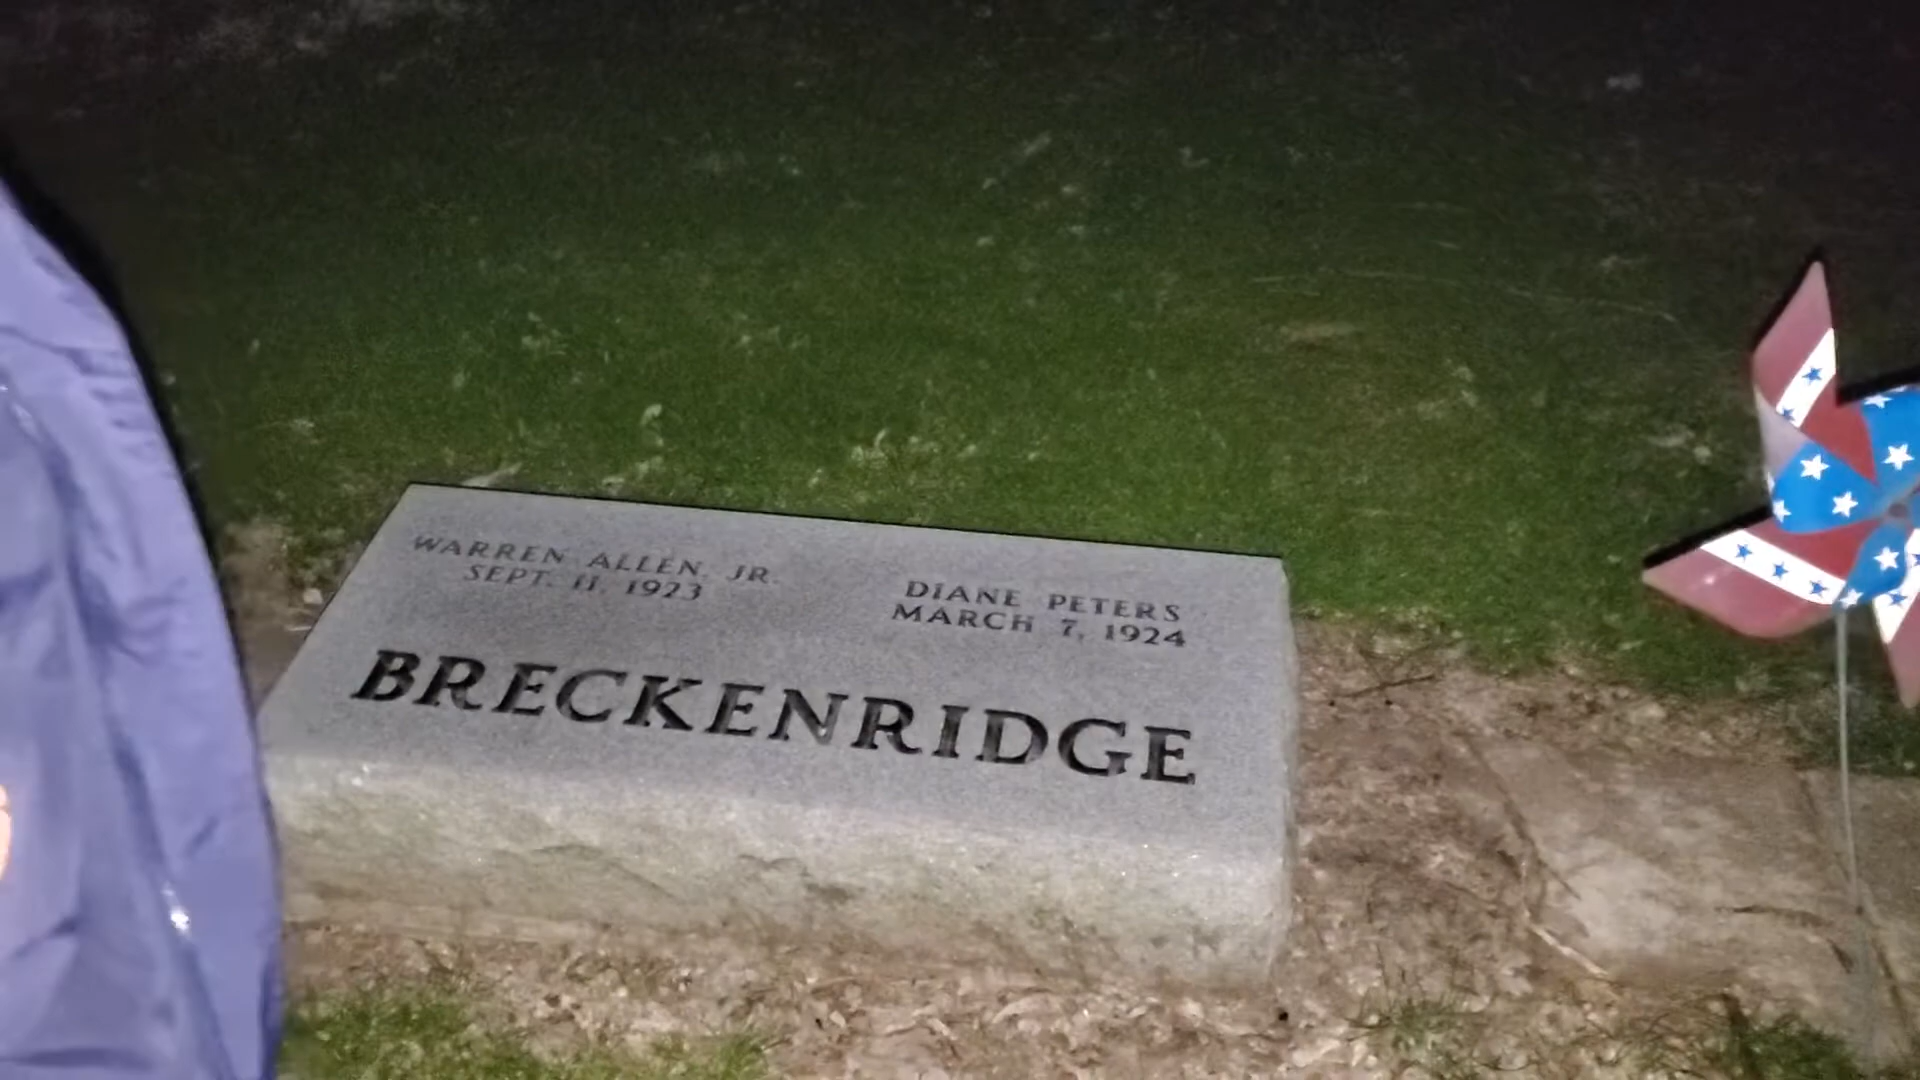 WARREN ALLEN, JR.
SEPT. 11, 1923
DIANE PETERS
MARCH 7, 1924
BRECKENRIDGE